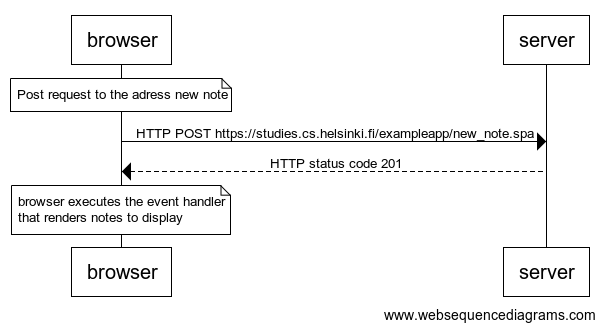 browser
server
Post request to the adress new note
HTTP POST https://studies.cs.helsinki.fi/exampleapp/new_note.spa
HTTP status code 201
browser executes the event handler
that renders notes to display
browser
server
www.websequencediagrams.com